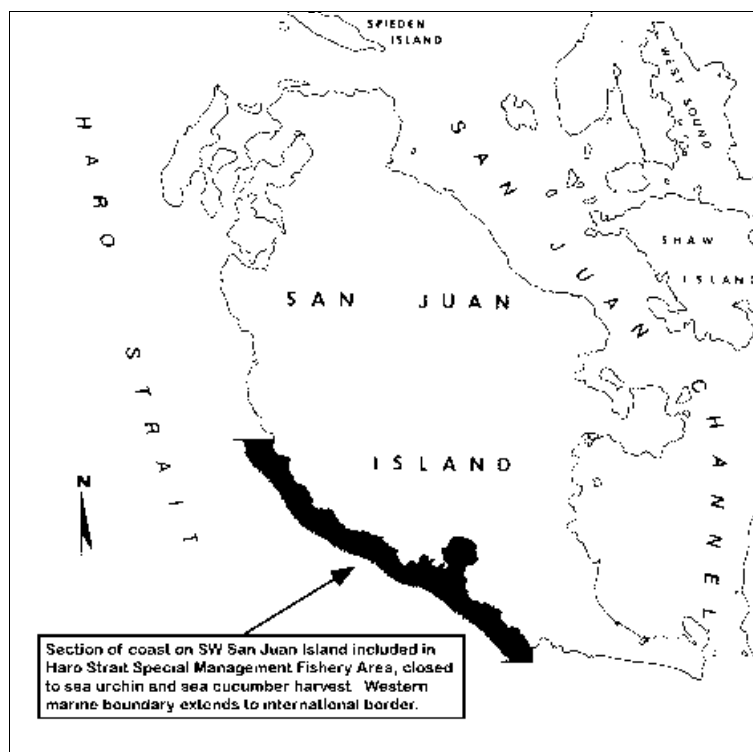 SPIEDEN
ISLAND
WEST SOUND
HARO STRAIT
SAN JUAN CHANNEL
SHAW
ISLAND
SAN JUAN
ISLAND
N
Section of coast on SW San Juan Island included in
Haro Strait Special Management Fishery Area, closed
to sea urchin and sea cucumber harvest Western
marine boundary extends to international border.